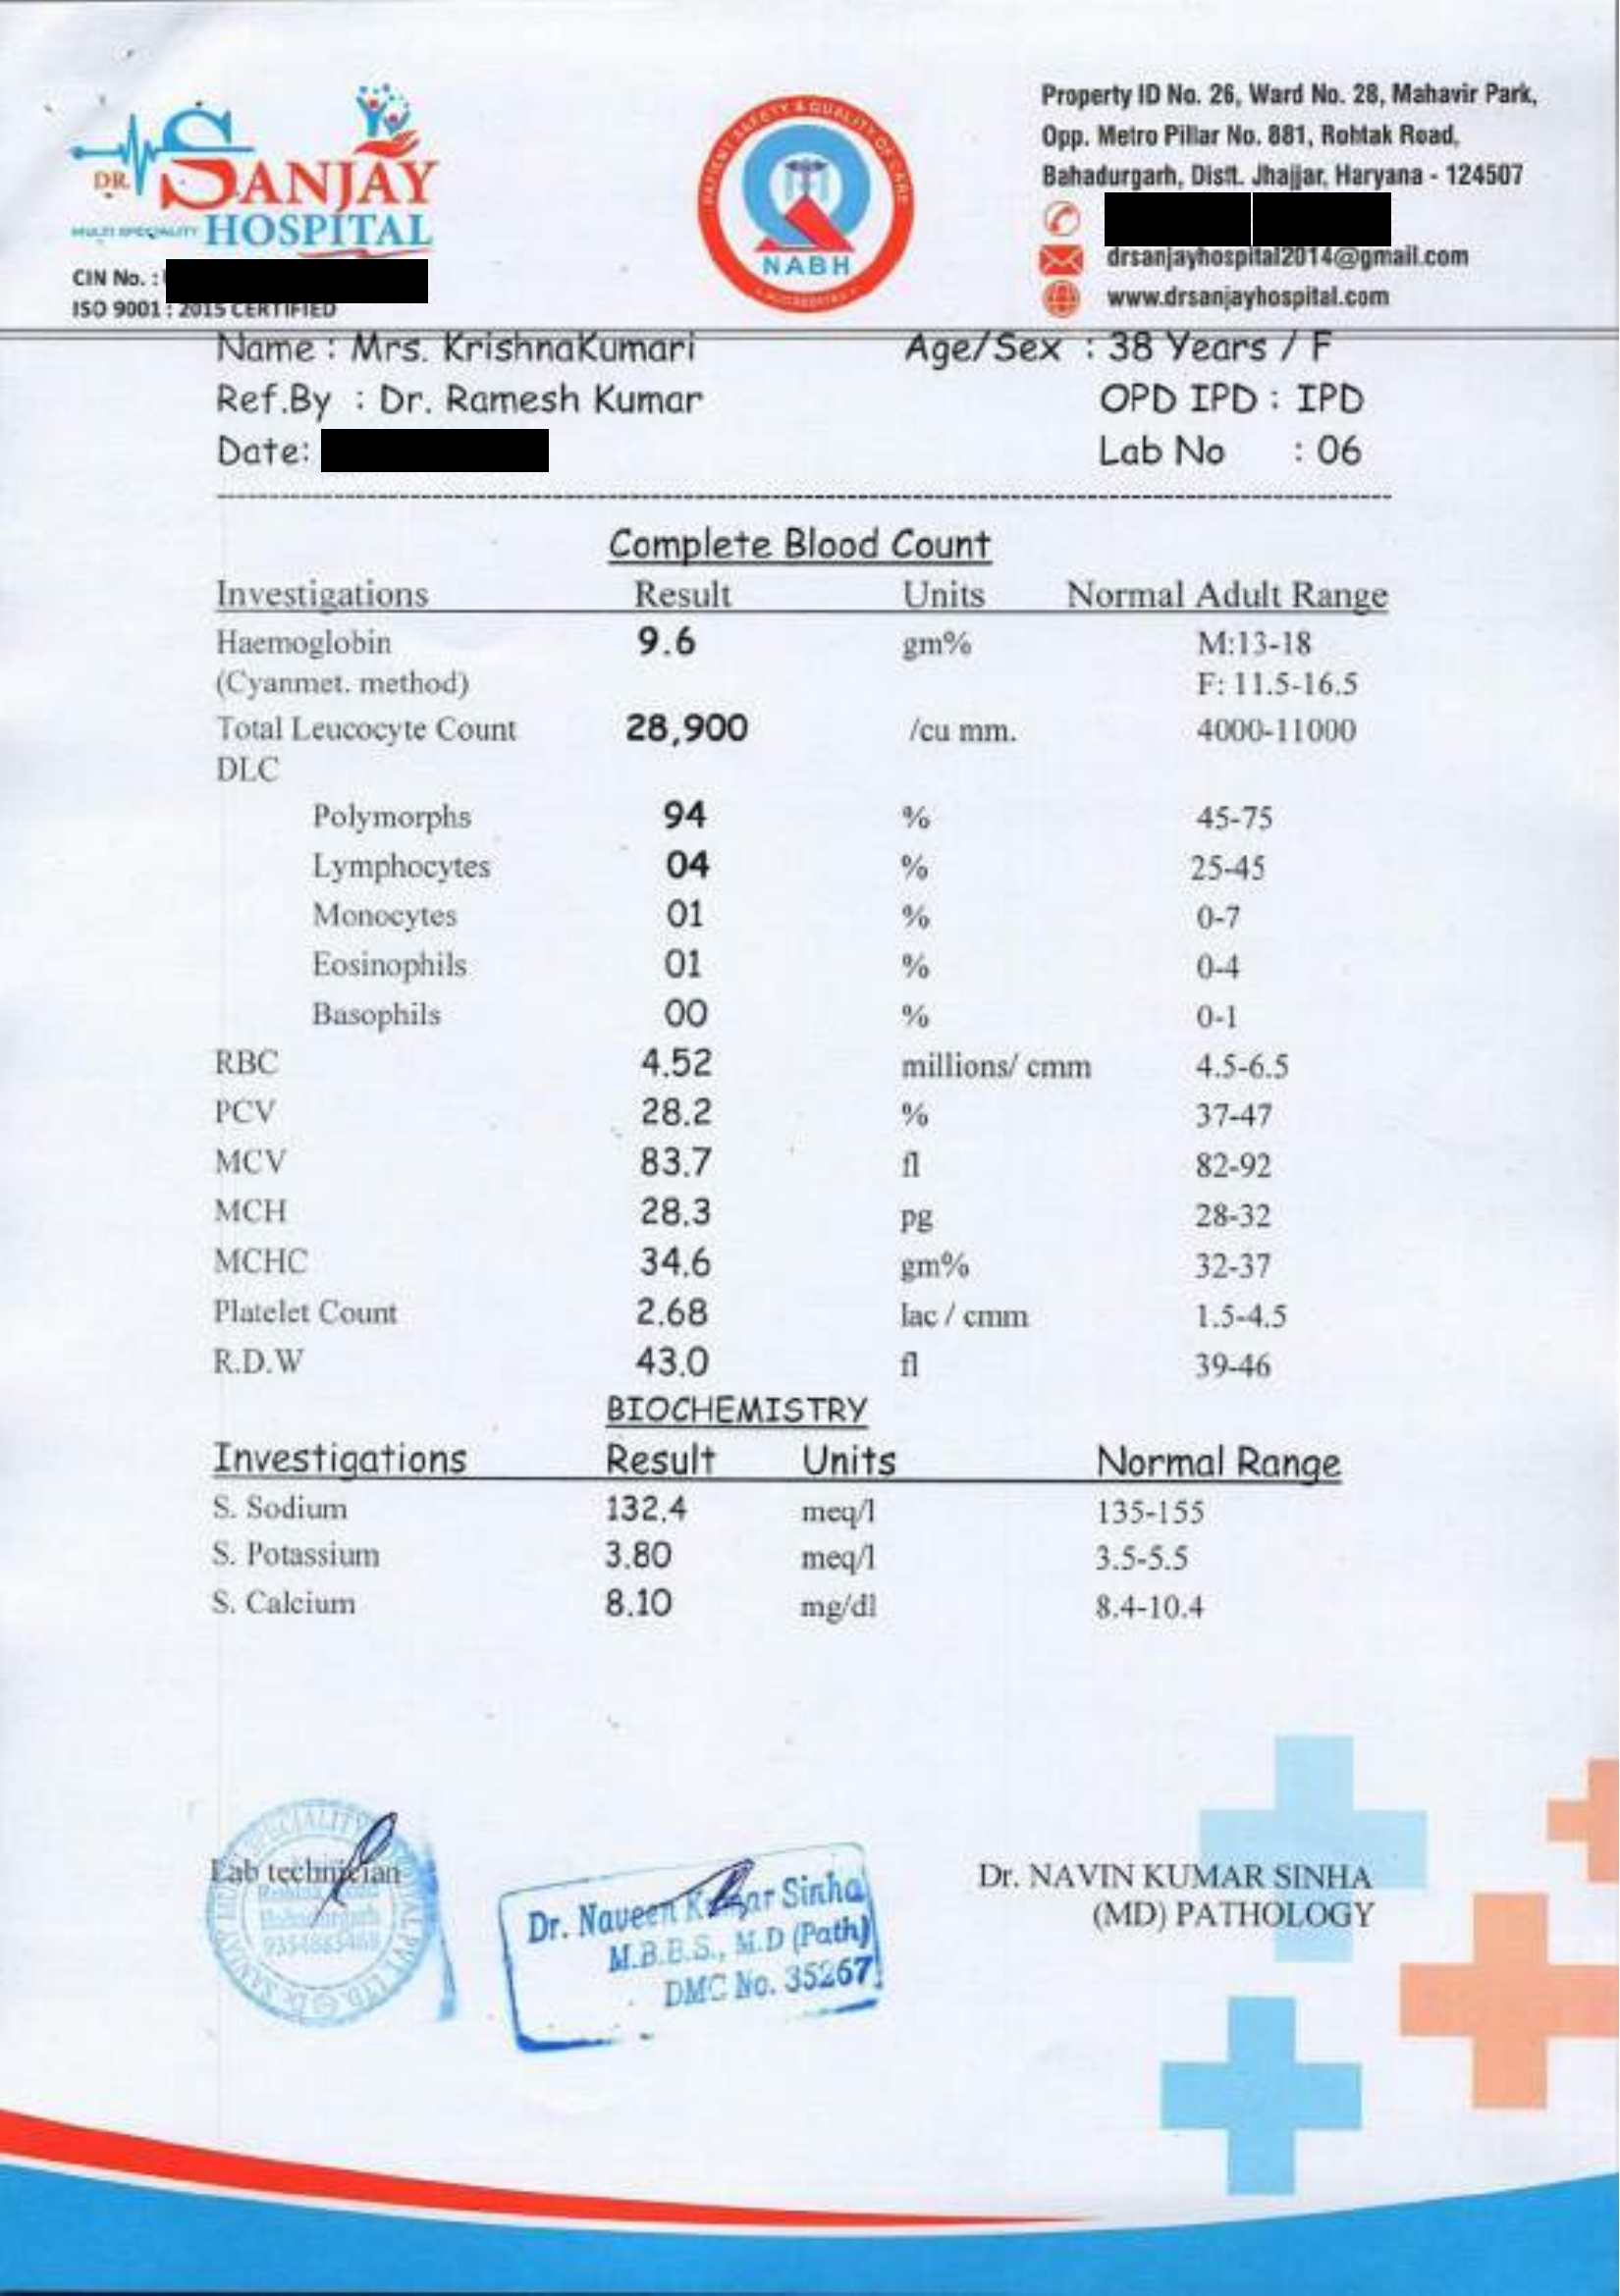 DR. SANJAY
MULTI SPECIALITY HOSPITAL
CIN No. :
ISO 9001 : 2015 CERTIFIED
PATIENT SAFETY & QUALITY OF CARE
NABH
ACCREDITED
Property ID No. 26, Ward No. 28, Mahavir Park,
Opp. Metro Pillar No. 881, Rohtak Road,
Bahadurgarh, Distt. Jhajjar, Haryana - 124507
drsanjayhospital2014@gmail.com
www.drsanjayhospital.com
Name : Mrs. KrishnaKumari Age/Sex : 38 Years / F
Ref.By : Dr. Ramesh Kumar OPD IPD : IPD
Date: Lab No : 06
Complete Blood Count
Investigations Result Units Normal Adult Range
Haemoglobin 9.6 gm% M:13-18
(Cyanmet. method) F: 11.5-16.5
Total Leucocyte Count 28,900 /cu mm. 4000-11000
DLC
Polymorphs 94 % 45-75
Lymphocytes 04 % 25-45
Monocytes 01 % 0-7
Eosinophils 01 % 0-4
Basophils 00 % 0-1
RBC 4.52 millions/ cmm 4.5-6.5
PCV 28.2 % 37-47
MCV 83.7 fl 82-92
MCH 28.3 pg 28-32
MCHC 34.6 gm% 32-37
Platelet Count 2.68 lac / cmm 1.5-4.5
R.D.W 43.0 fl 39-46
BIOCHEMISTRY
Investigations Result Units Normal Range
S. Sodium 132.4 meq/l 135-155
S. Potassium 3.80 meq/l 3.5-5.5
S. Calcium 8.10 mg/dl 8.4-10.4
Lab technician
Dr. Naveen Kumar Sinha
M.B.B.S., M.D (Path)
DMC No. 35267
Dr. NAVIN KUMAR SINHA
(MD) PATHOLOGY